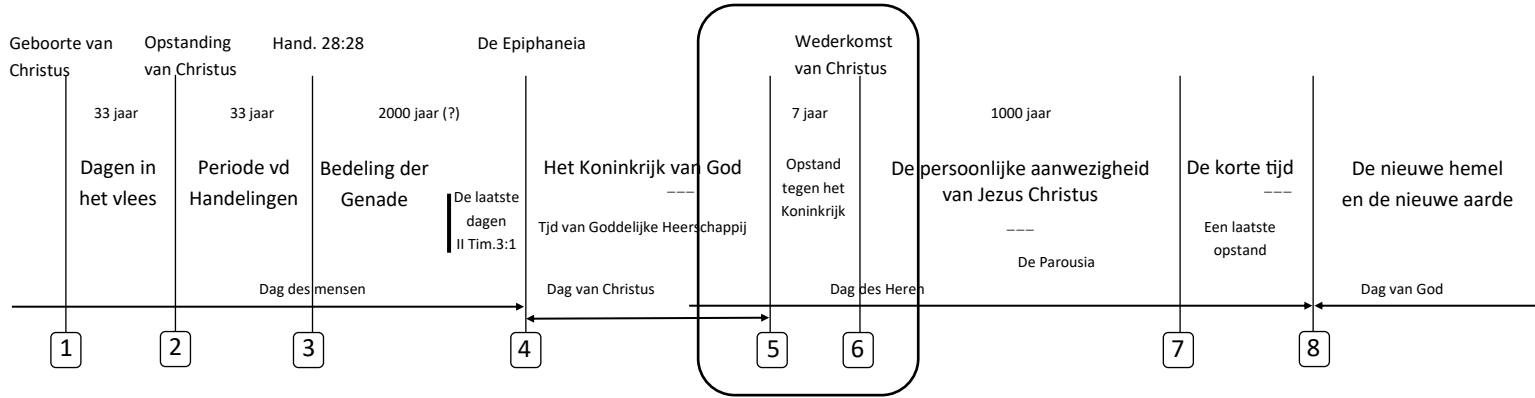 Geboorte van
Christus
Opstanding
van Christus
Hand. 28:28
De Epiphaneia
Wederkomst
van Christus
33 jaar
33 jaar
2000 jaar (?)
7 jaar
1000 jaar
Dagen in
het vlees
Periode vd
Handelingen
Bedeling der
Genade
De laatste
dagen
II Tim.3:1
Het Koninkrijk van God
___
Tijd van Goddelijke Heerschappij
Opstand
tegen het
Koninkrijk
De persoonlijke aanwezigheid
van Jezus Christus
___
De Parousia
De korte tijd
___
Een laatste
opstand
De nieuwe hemel
en de nieuwe aarde
Dag des mensen
Dag van Christus
Dag des Heren
Dag van God
1
2
3
4
5
6
7
8